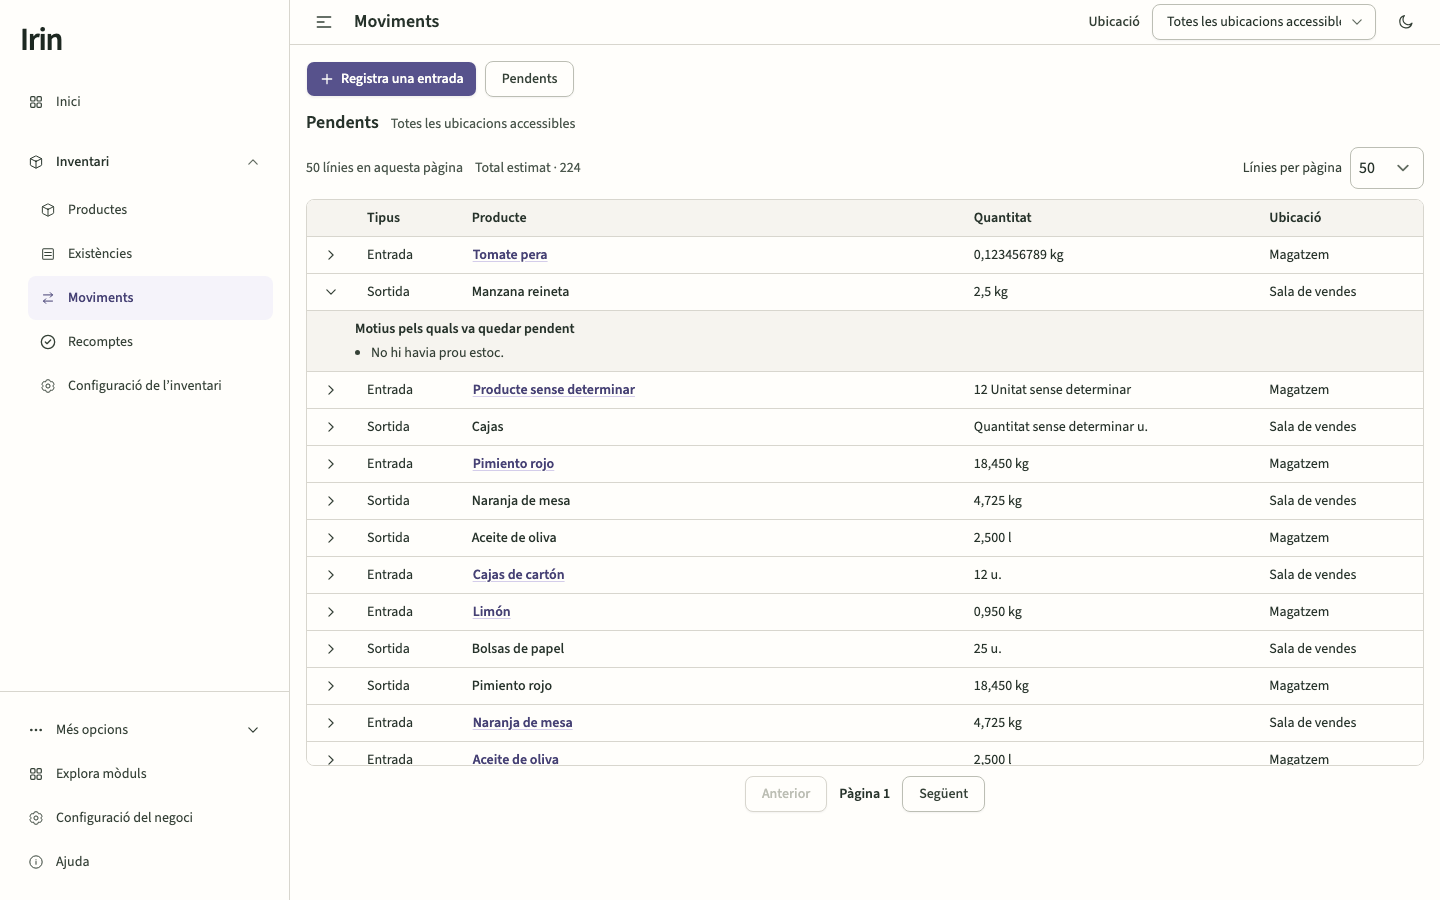 Irin
Inici
Inventari
Productes
Existències
Moviments
Recomptes
Configuració de l’inventari
Més opcions
Explora mòduls
Configuració del negoci
Ajuda
Moviments
Ubicació Totes les ubicacions accessible
Registra una entrada Pendents
Pendents Totes les ubicacions accessibles
50 línies en aquesta pàgina Total estimat · 224 Línies per pàgina 50
Tipus Producte Quantitat Ubicació
Entrada Tomate pera 0,123456789 kg Magatzem
Sortida Manzana reineta 2,5 kg Sala de vendes
Motius pels quals va quedar pendent
• No hi havia prou estoc.
Entrada Producte sense determinar 12 Unitat sense determinar Magatzem
Sortida Cajas Quantitat sense determinar u. Sala de vendes
Entrada Pimiento rojo 18,450 kg Magatzem
Sortida Naranja de mesa 4,725 kg Sala de vendes
Sortida Aceite de oliva 2,500 l Magatzem
Entrada Cajas de cartón 12 u. Sala de vendes
Entrada Limón 0,950 kg Magatzem
Sortida Bolsas de papel 25 u. Sala de vendes
Sortida Pimiento rojo 18,450 kg Magatzem
Entrada Naranja de mesa 4,725 kg Sala de vendes
Entrada Aceite de oliva 2,500 l Magatzem
Anterior Pàgina 1 Següent